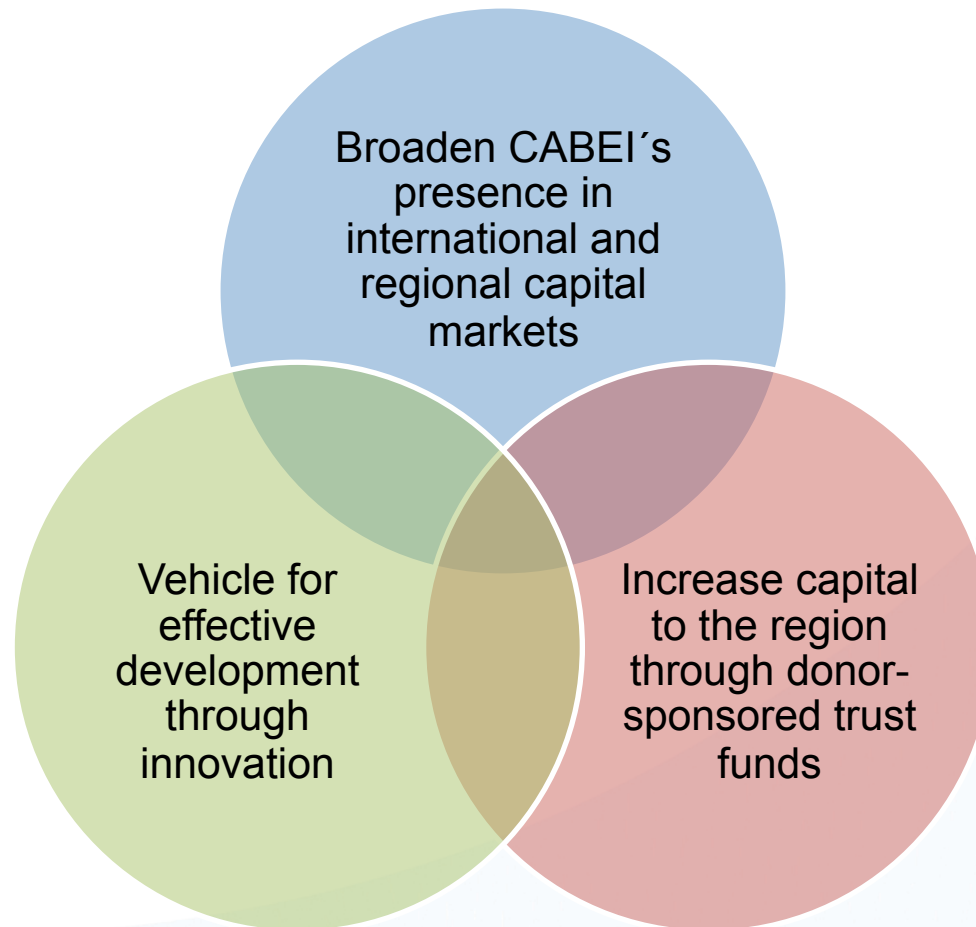 Broaden CABEI´s
presence in
international and
regional capital
markets
Vehicle for
effective
development
through
innovation
Increase capital
to the region
through donor-
sponsored trust
funds